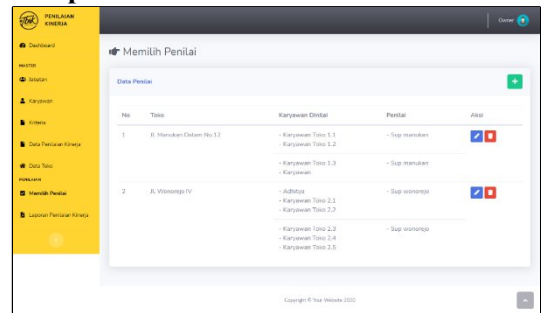 PENILAIAN
KINERJA
Owner
Dashboard
MASTER
Jabatan
Karyawan
Kriteria
Data Penilaian Kinerja
Data Toko
PENILAIAN
Memilih Penilai
Laporan Penilaian Kinerja
Memilih Penilai
Data Penilai
No Toko Karyawan Dinilai Penilai Aksi
1 Jl. Manukan Dalam No.12 - Karyawan Toko 1.1 - Sup manukan
- Karyawan Toko 1.2
- Karyawan Toko 1.3 - Sup manukan
- Karyawan
2 Jl. Wonorejo IV - Adhitya - Sup wonorejo
- Karyawan Toko 2.1
- Karyawan Toko 2.2
- Karyawan Toko 2.3 - Sup wonorejo
- Karyawan Toko 2.4
- Karyawan Toko 2.5
Copyright © Your Website 2020